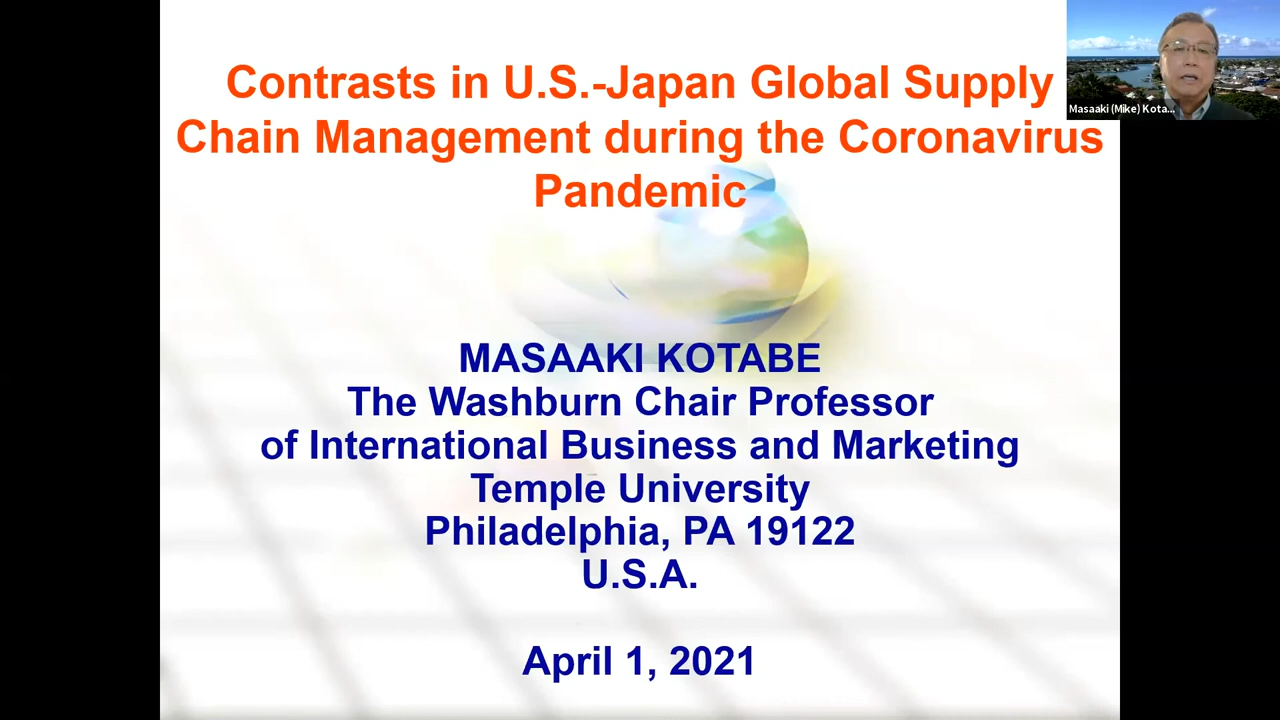 Contrasts in U.S.-Japan Global Supply
Chain Management during the Coronavirus
Pandemic
Masaaki (Mike) Kota...
MASAAKI KOTABE
The Washburn Chair Professor
of International Business and Marketing
Temple University
Philadelphia, PA 19122
U.S.A.
April 1, 2021